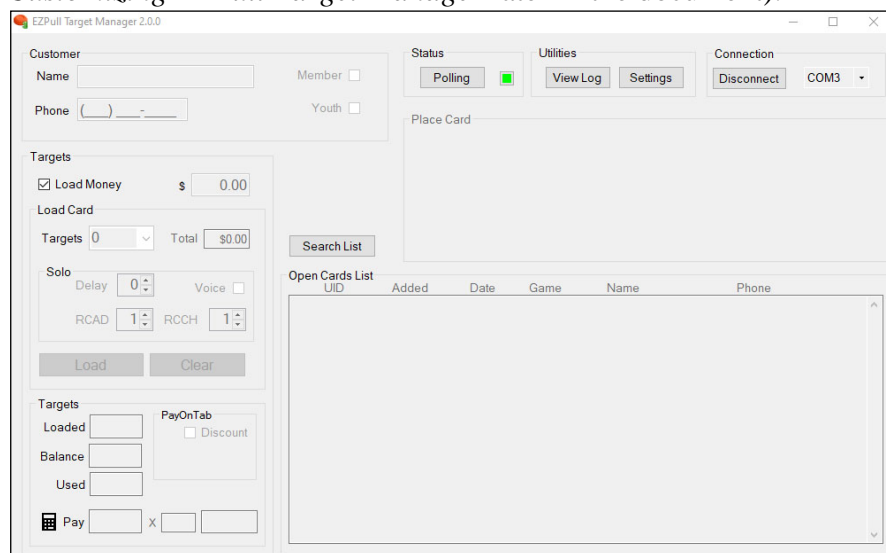 EZPull Target Manager 2.0.0
Customer
Name
Member
Phone (___) ___-____
Youth
Status
Polling
Utilities
View Log Settings
Connection
Disconnect COM3
Place Card
Targets
Load Money $ 0.00
Load Card
Targets 0 Total $0.00
Search List
Solo
Delay 0 Voice
RCAD 1 RCCH 1
Load Clear
Open Cards List
UID Added Date Game Name Phone
Targets
Loaded
PayOnTab
Discount
Balance
Used
Pay X